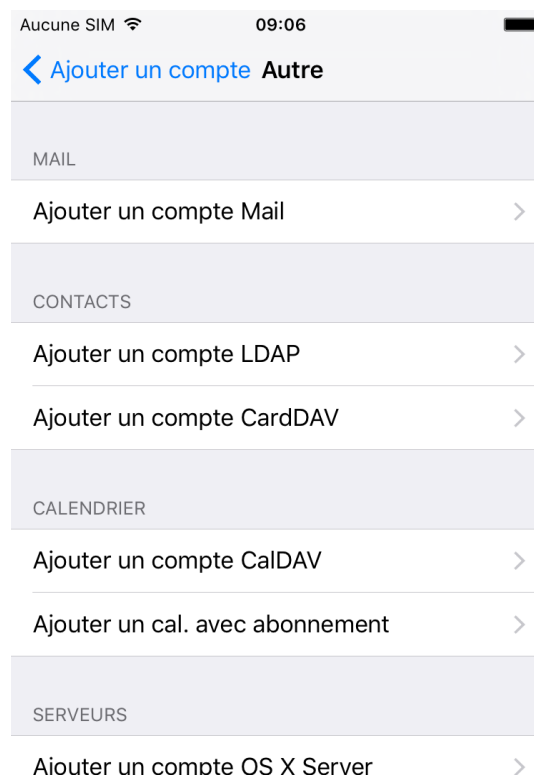 Aucune SIM 09:06
Ajouter un compte Autre
MAIL
Ajouter un compte Mail
CONTACTS
Ajouter un compte LDAP
Ajouter un compte CardDAV
CALENDRIER
Ajouter un compte CalDAV
Ajouter un cal. avec abonnement
SERVEURS
Ajouter un compte OS X Server